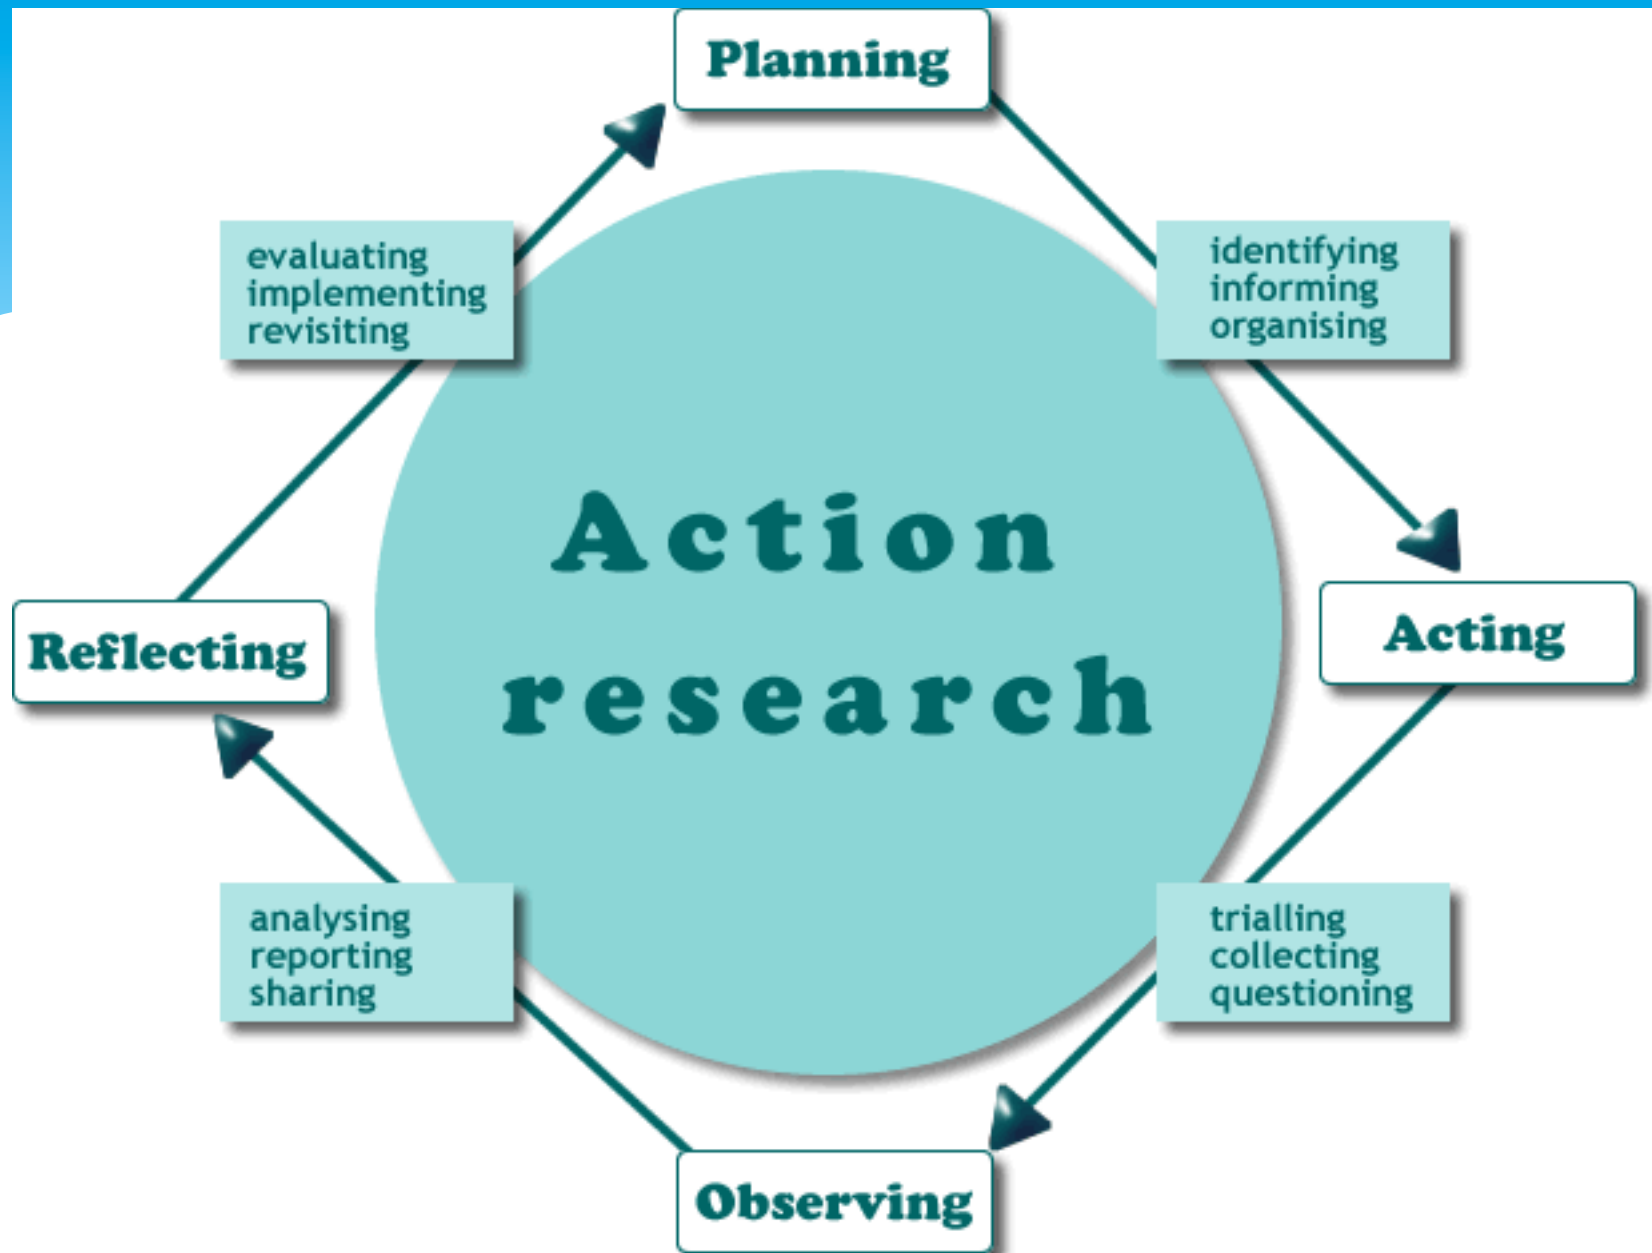 Planning
evaluating
implementing
revisiting
identifying
informing
organising
Action
research
Reflecting
Acting
analysing
reporting
sharing
trialling
collecting
questioning
Observing